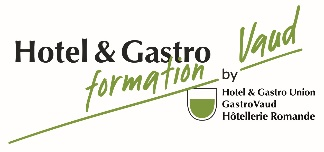 Hotel & Gastro
formation Vaud
by
Hotel & Gastro Union
GastroVaud
Hôtellerie Romande